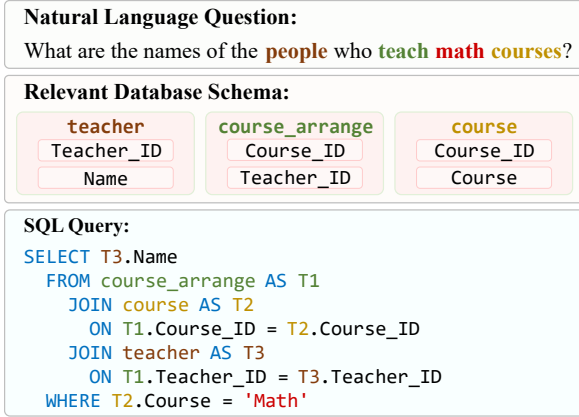 Natural Language Question:
What are the names of the people who teach math courses?
Relevant Database Schema:
teacher course_arrange course
Teacher_ID Course_ID Course_ID
Name Teacher_ID Course
SQL Query:
SELECT T3.Name
FROM course_arrange AS T1
JOIN course AS T2
ON T1.Course_ID = T2.Course_ID
JOIN teacher AS T3
ON T1.Teacher_ID = T3.Teacher_ID
WHERE T2.Course = 'Math'